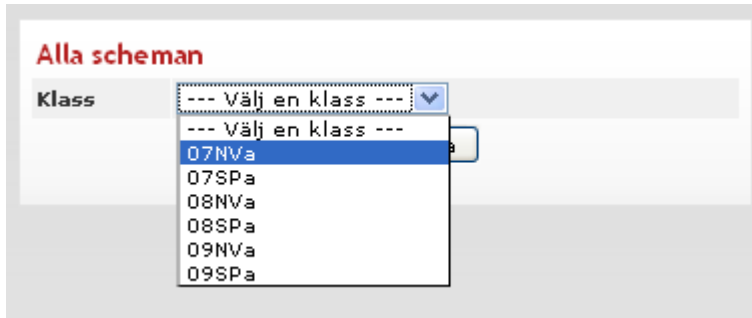 Alla scheman
Klass
--- Välj en klass ---
--- Välj en klass ---
07NVa
07SPa
08NVa
08SPa
09NVa
09SPa